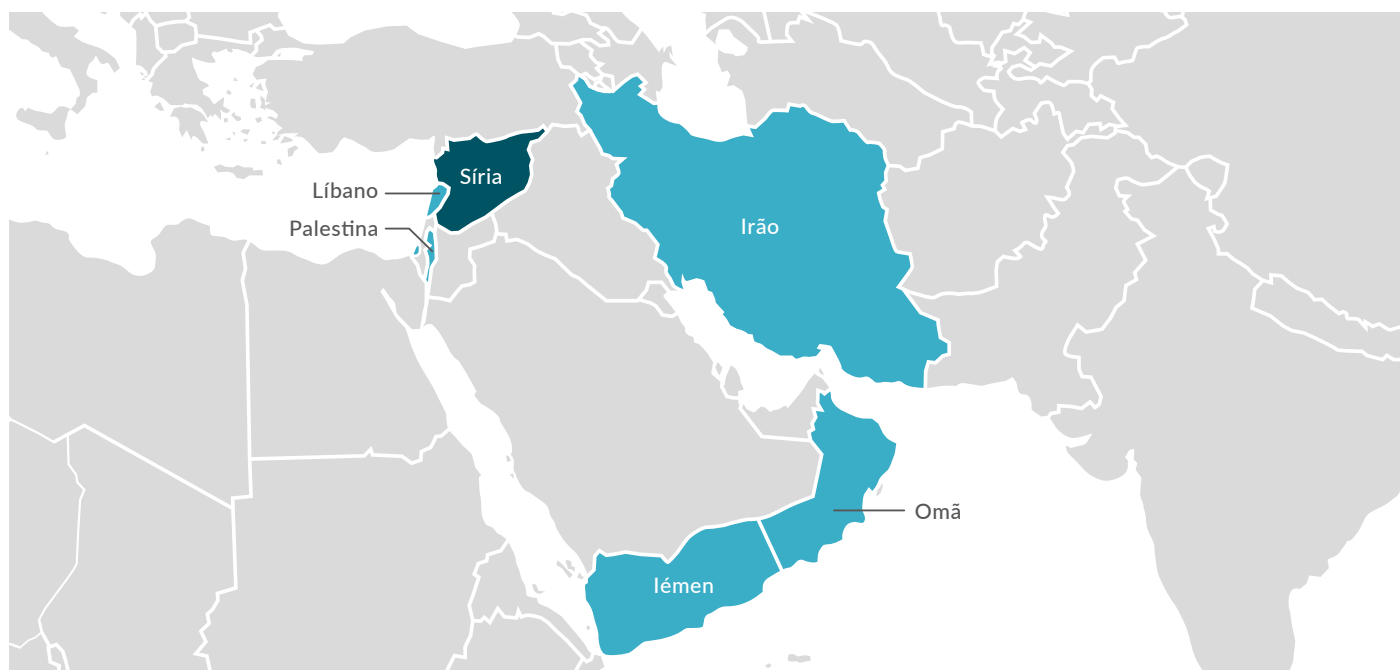 Síria
Líbano
Palestina
Irão
Omã
Iémen